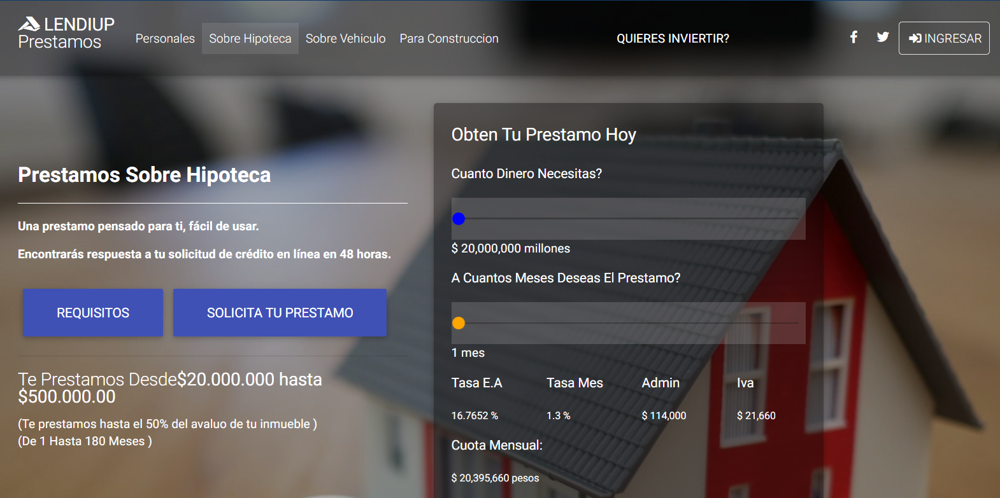 LENDIUP
Prestamos
Personales
Sobre Hipoteca
Sobre Vehiculo
Para Construccion
QUIERES INVIERTIR?
INGRESAR
Prestamos Sobre Hipoteca
Una prestamo pensado para ti, fácil de usar.
Encontrarás respuesta a tu solicitud de crédito en línea en 48 horas.
REQUISITOS
SOLICITA TU PRESTAMO
Te Prestamos Desde$20.000.000 hasta
$500.000.00
(Te prestamos hasta el 50% del avaluo de tu inmueble )
(De 1 Hasta 180 Meses )
Obten Tu Prestamo Hoy
Cuanto Dinero Necesitas?
$ 20,000,000 millones
A Cuantos Meses Deseas El Prestamo?
1 mes
Tasa E.A Tasa Mes Admin Iva
16.7652 % 1.3 % $ 114,000 $ 21,660
Cuota Mensual:
$ 20,395,660 pesos